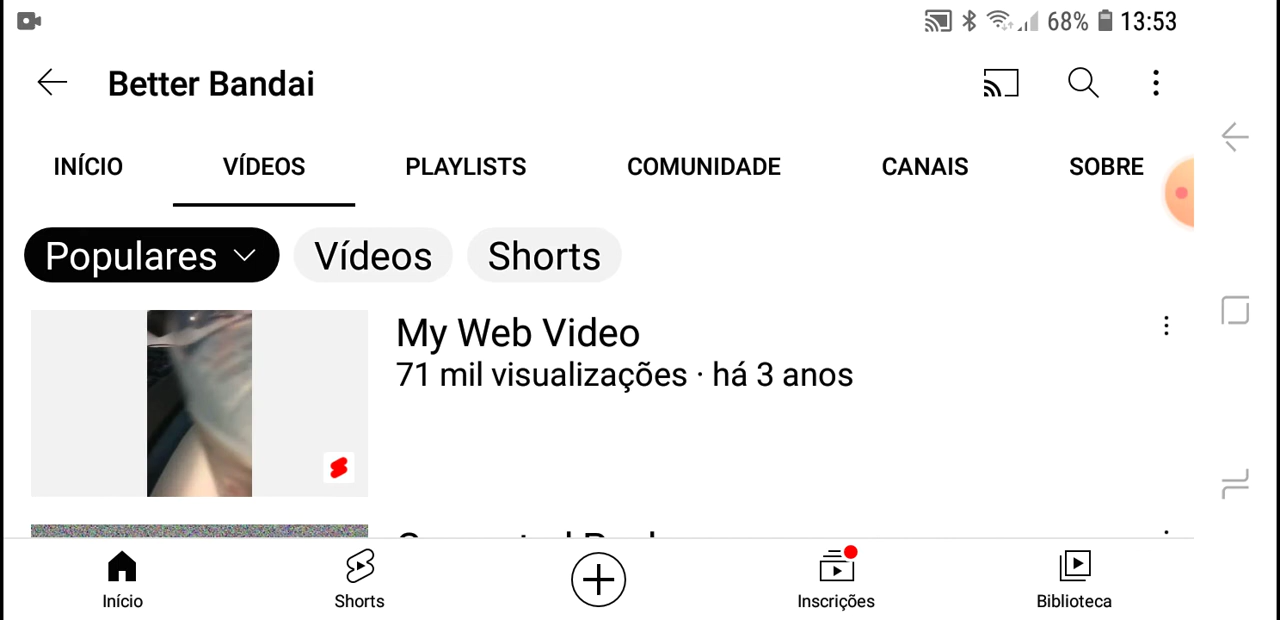 68% 13:53
Better Bandai
INÍCIO VÍDEOS PLAYLISTS COMUNIDADE CANAIS SOBRE
Populares Vídeos Shorts
My Web Video
71 mil visualizações · há 3 anos
Início Shorts Inscrições Biblioteca